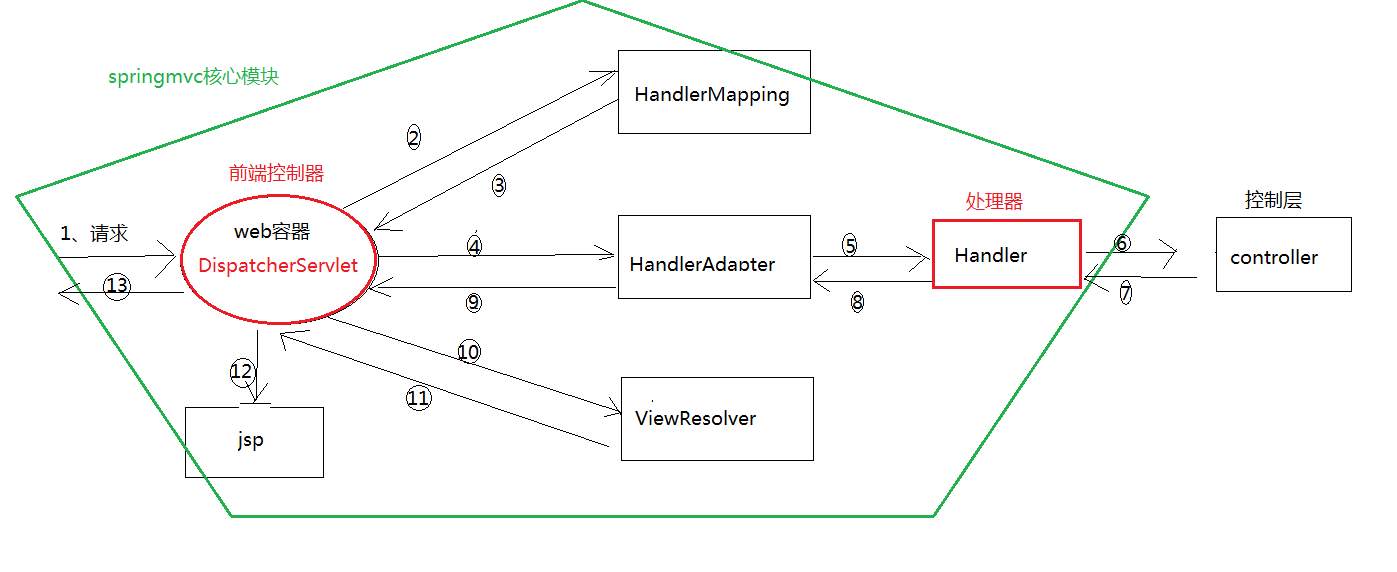 springmvc核心模块
HandlerMapping
②
前端控制器
③
处理器
控制层
1、请求
web容器
DispatcherServlet
④
HandlerAdapter
⑤
Handler
⑥
controller
13
⑨
⑧
⑦
10
12
11
ViewResolver
jsp